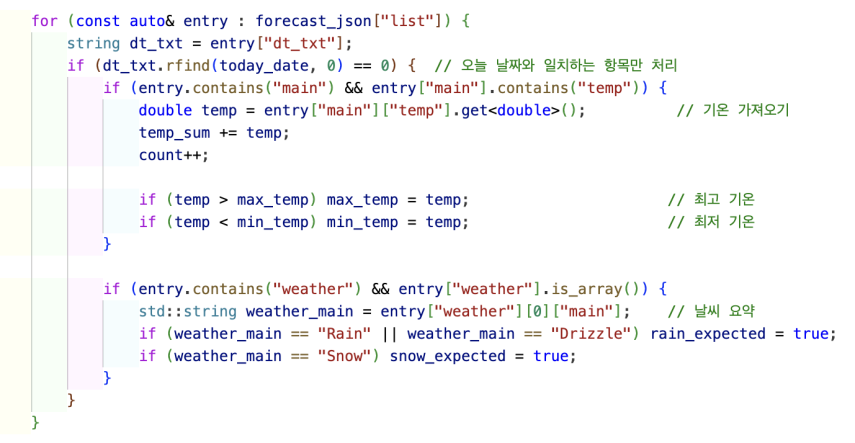 for (const auto& entry : forecast_json["list"]) {
string dt_txt = entry["dt_txt"];
if (dt_txt.rfind(today_date, 0) == 0) {  // 오늘 날짜와 일치하는 항목만 처리
if (entry.contains("main") && entry["main"].contains("temp")) {
double temp = entry["main"]["temp"].get<double>();          // 기온 가져오기
temp_sum += temp;
count++;
if (temp > max_temp) max_temp = temp;                       // 최고 기온
if (temp < min_temp) min_temp = temp;                       // 최저 기온
}
if (entry.contains("weather") && entry["weather"].is_array()) {
std::string weather_main = entry["weather"][0]["main"];    // 날씨 요약
if (weather_main == "Rain" || weather_main == "Drizzle") rain_expected = true;
if (weather_main == "Snow") snow_expected = true;
}
}
}